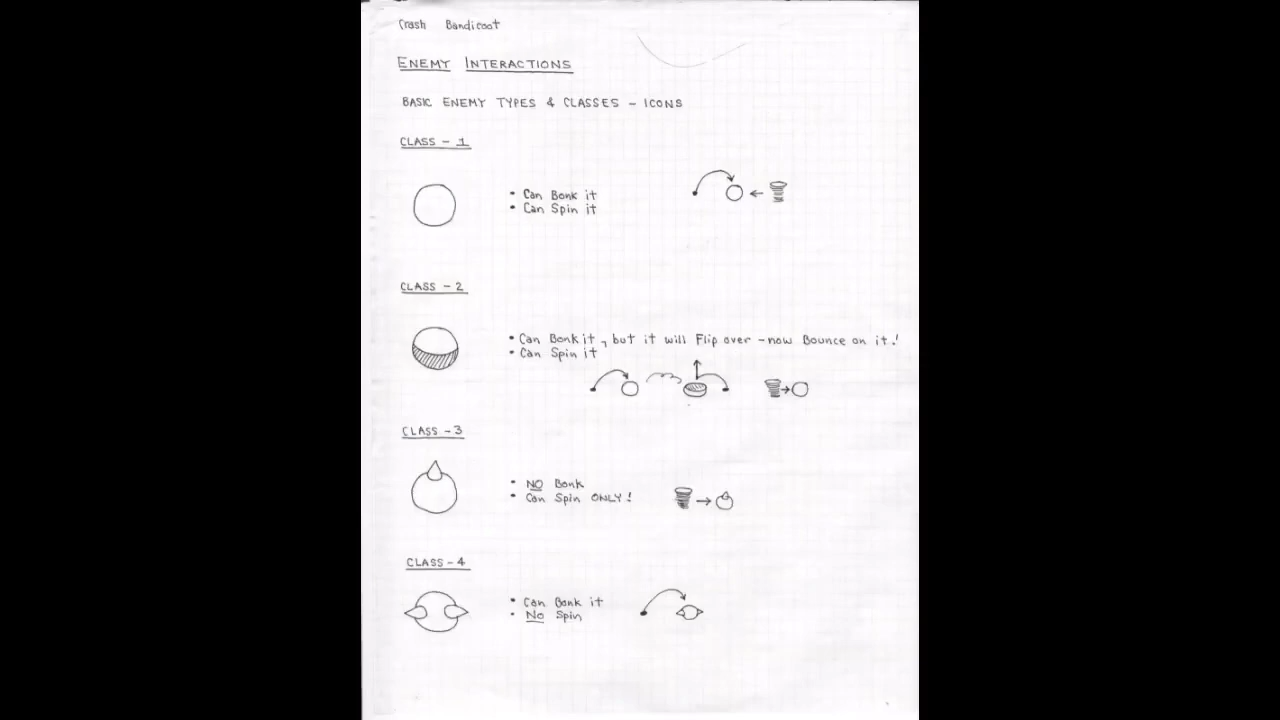 Crash Bandicoot
ENEMY INTERACTIONS
BASIC ENEMY TYPES & CLASSES - ICONS
CLASS - 1
• Can Bonk it
• Can Spin it
CLASS - 2
• Can Bonk it, but it will Flip over - now Bounce on it!
• Can Spin it
CLASS - 3
• NO Bonk
• Can Spin ONLY!
CLASS - 4
• Can Bonk it
• NO Spin